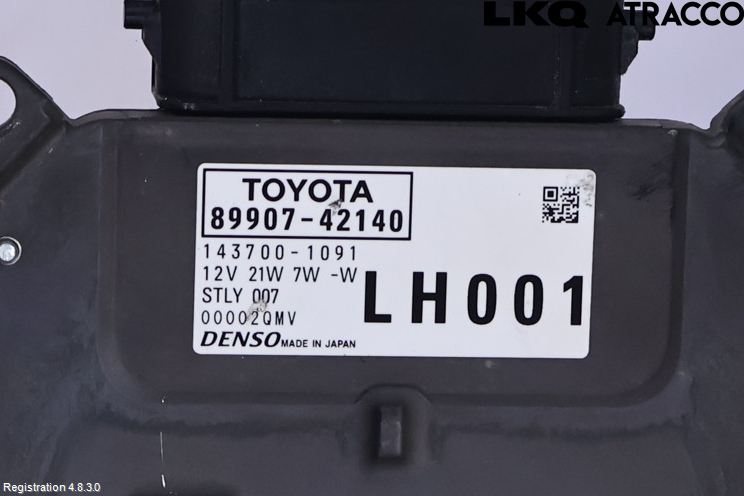 LKQ ATRACCO
TOYOTA
89907-42140
143700-1091
12V 21W 7W -W
STLY 007
00002QMV
LH001
DENSO MADE IN JAPAN
Registration 4.8.3.0